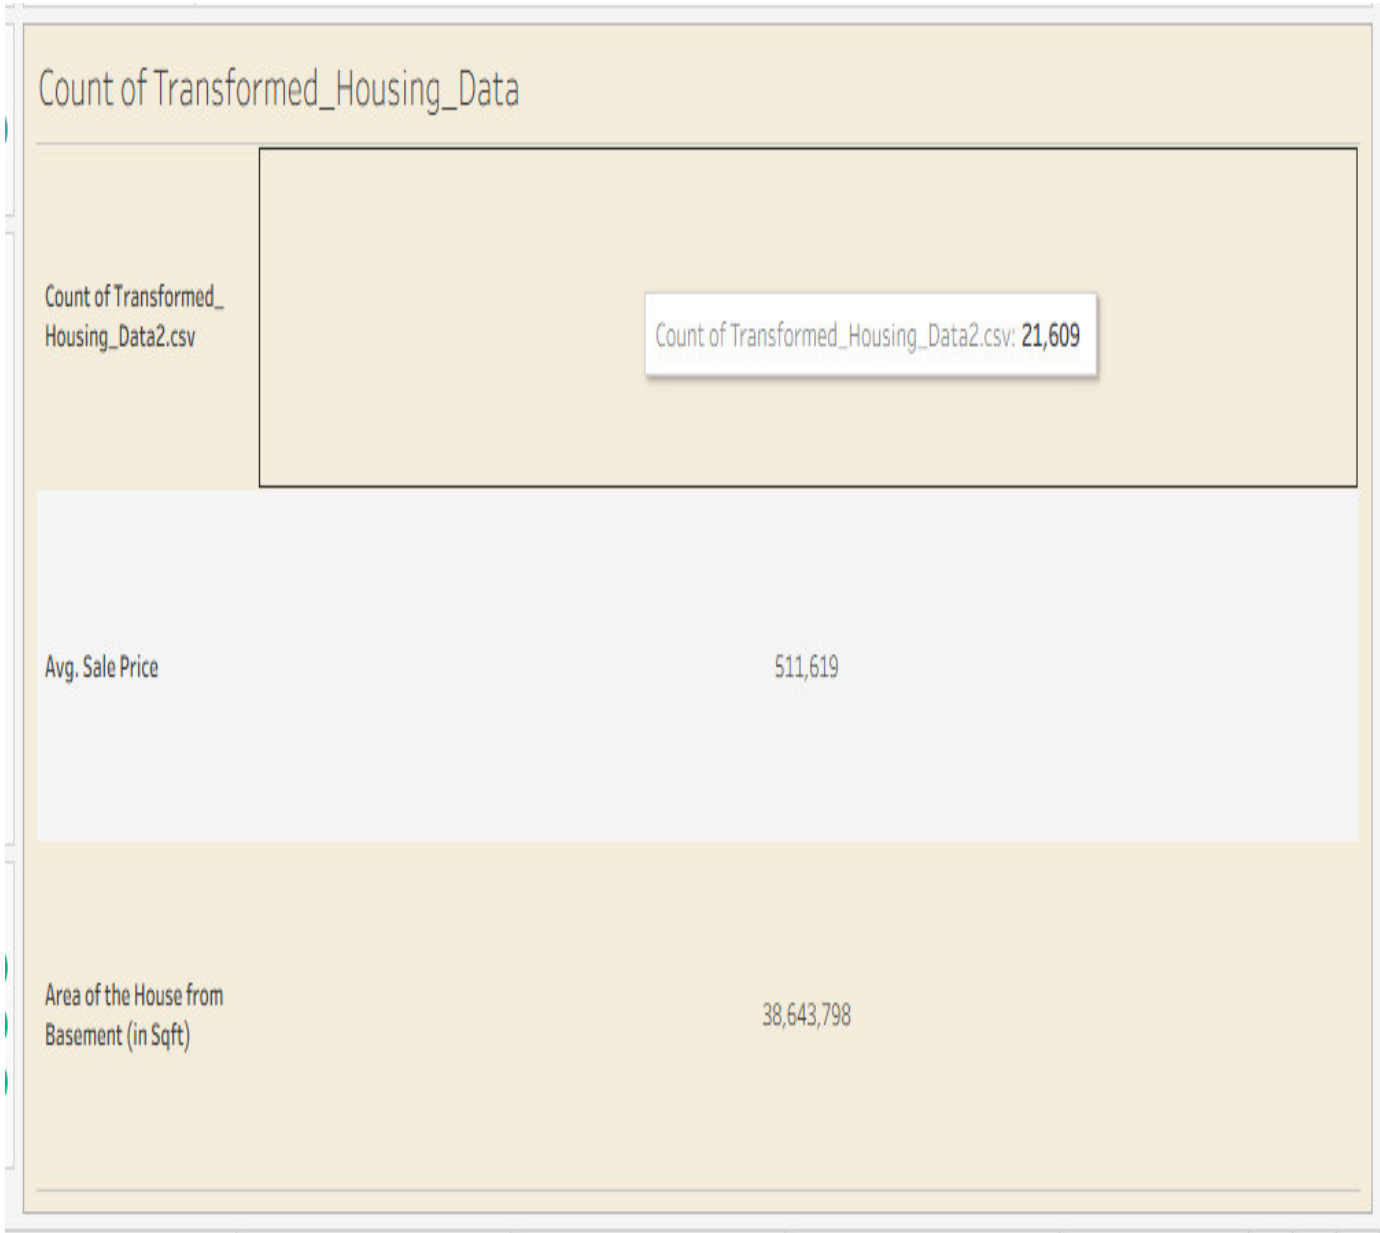 Count of Transformed_Housing_Data
Count of Transformed_
Housing_Data2.csv
Count of Transformed_Housing_Data2.csv: 21,609
Avg. Sale Price
511,619
Area of the House from
Basement (in Sqft)
38,643,798